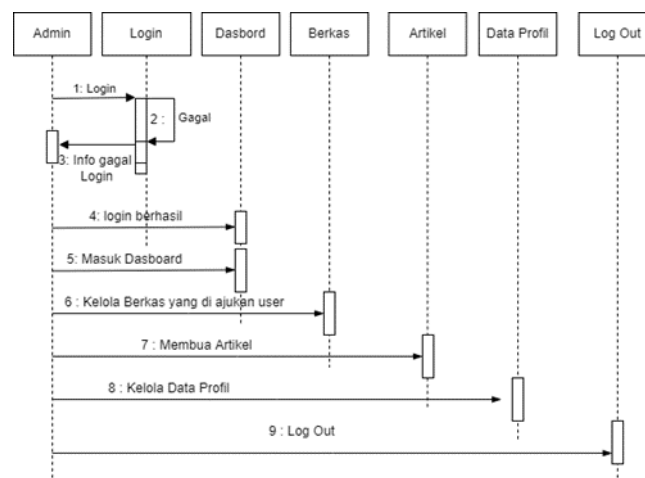 Admin
Login
Dasbord
Berkas
Artikel
Data Profil
Log Out
1: Login
2 :
Gagal
3: Info gagal
Login
4: login berhasil
5: Masuk Dasboard
6 : Kelola Berkas yang di ajukan user
7 : Membua Artikel
8 : Kelola Data Profil
9 : Log Out